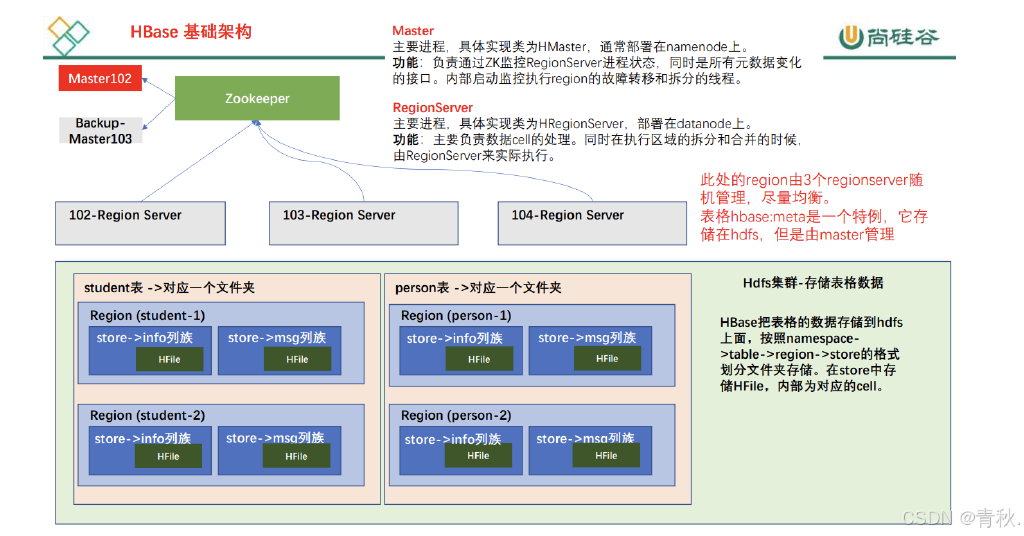 HBase 基础架构
尚硅谷
Master
主要进程，具体实现类为HMaster，通常部署在namenode上。
功能：负责通过ZK监控RegionServer进程状态，同时是所有元数据变化
的接口。内部启动监控执行region的故障转移和拆分的线程。
Master102
Zookeeper
Backup-
Master103
RegionServer
主要进程，具体实现类为HRegionServer，部署在datanode上。
功能：主要负责数据cell的处理。同时在执行区域的拆分和合并的时候，
由RegionServer来实际执行。
102-Region Server
103-Region Server
104-Region Server
此处的region由3个regionserver随
机管理，尽量均衡。
表格hbase:meta是一个特例，它存
储在hdfs，但是由master管理
student表 ->对应一个文件夹
Region (student-1)
store->info列族
HFile
store->msg列族
HFile
Region (student-2)
store->info列族
HFile
store->msg列族
HFile
person表 ->对应一个文件夹
Region (person-1)
store->info列族
HFile
store->msg列族
HFile
Region (person-2)
store->info列族
HFile
store->msg列族
HFile
Hdfs集群-存储表格数据
HBase把表格的数据存储到hdfs
上面，按照namespace-
>table->region->store的格式
划分文件夹存储。在store中存
储HFile，内部为对应的cell。
CSDN @青秋.